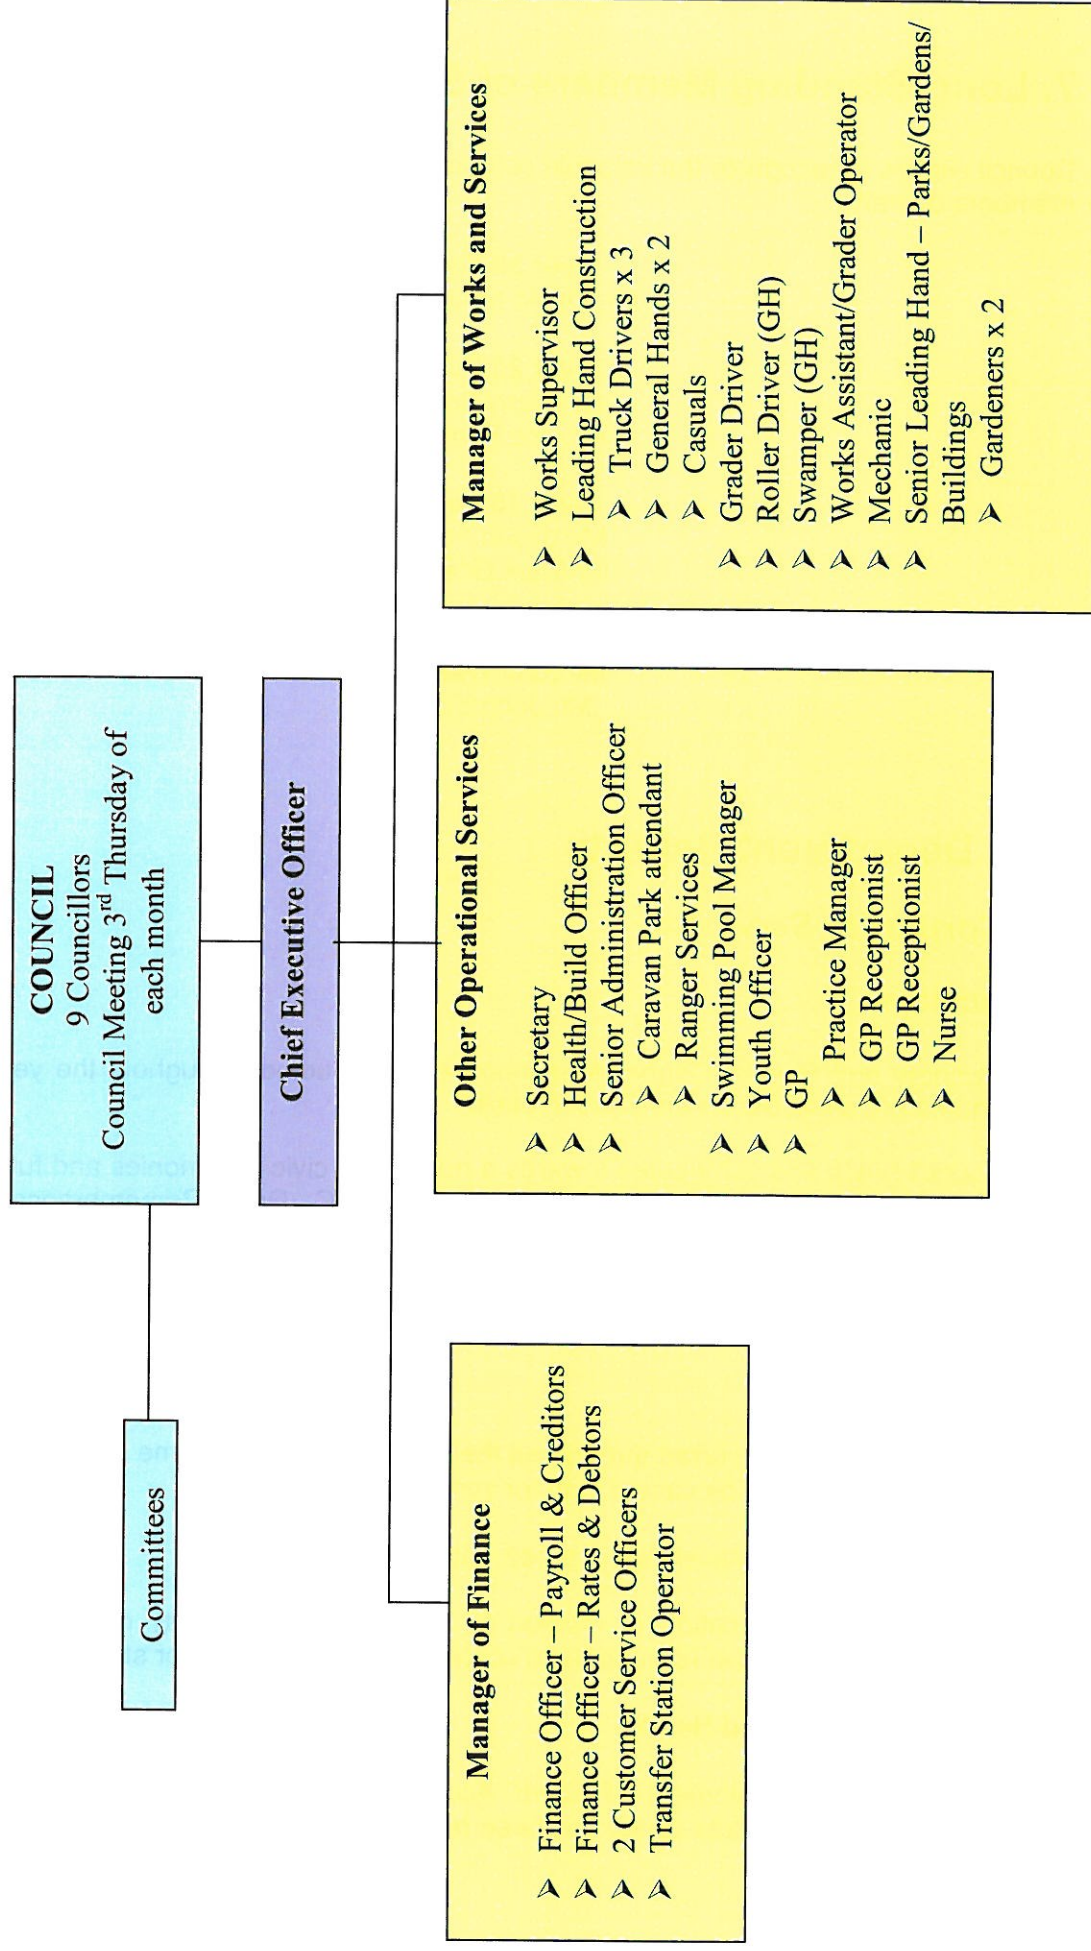 COUNCIL
9 Councillors
Council Meeting 3rd Thursday of
each month
Committees
Chief Executive Officer
Manager of Finance
➢ Finance Officer – Payroll & Creditors
➢ Finance Officer – Rates & Debtors
➢ 2 Customer Service Officers
➢ Transfer Station Operator
Other Operational Services
➢ Secretary
➢ Health/Build Officer
➢ Senior Administration Officer
➢ Caravan Park attendant
➢ Ranger Services
➢ Swimming Pool Manager
➢ Youth Officer
➢ GP
➢ Practice Manager
➢ GP Receptionist
➢ GP Receptionist
➢ Nurse
Manager of Works and Services
➢ Works Supervisor
➢ Leading Hand Construction
➢ Truck Drivers x 3
➢ General Hands x 2
➢ Casuals
➢ Grader Driver
➢ Roller Driver (GH)
➢ Swamper (GH)
➢ Works Assistant/Grader Operator
➢ Mechanic
➢ Senior Leading Hand – Parks/Gardens/
Buildings
➢ Gardeners x 2